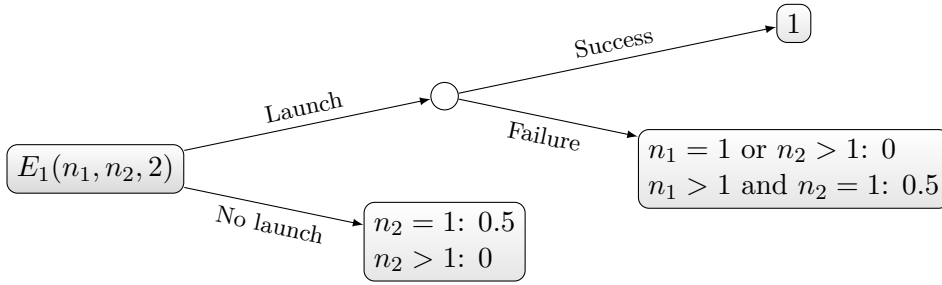 1
Success
Launch
Failure
$E_1(n_1, n_2, 2)$
$n_1 = 1$ or $n_2 > 1$: 0
$n_1 > 1$ and $n_2 = 1$: 0.5
No launch
$n_2 = 1$: 0.5
$n_2 > 1$: 0